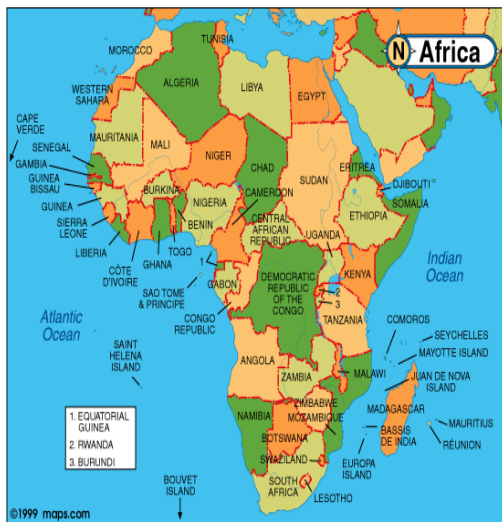 N Africa
MOROCCO
TUNISIA
ALGERIA
LIBYA
EGYPT
WESTERN
SAHARA
CAPE
VERDE
MAURITANIA
MALI
NIGER
CHAD
SUDAN
ERITREA
DJIBOUTI
SOMALIA
SENEGAL
GAMBIA
GUINEA
BISSAU
GUINEA
SIERRA
LEONE
LIBERIA
CÔTE
D'IVOIRE
BURKINA
GHANA
TOGO
BENIN
NIGERIA
CAMEROON
CENTRAL
AFRICAN
REPUBLIC
ETHIOPIA
UGANDA
KENYA
1
SAO TOME
& PRINCIPE
GABON
CONGO
REPUBLIC
DEMOCRATIC
REPUBLIC
OF THE
CONGO
2
3
TANZANIA
Indian
Ocean
Atlantic
Ocean
SAINT
HELENA
ISLAND
COMOROS
SEYCHELLES
MAYOTTE ISLAND
JUAN DE NOVA
ISLAND
ANGOLA
ZAMBIA
MALAWI
ZIMBABWE
MOZAMBIQUE
MADAGASCAR
BASSIS
DE INDIA
MAURITIUS
RÉUNION
EUROPA
ISLAND
NAMIBIA
BOTSWANA
SWAZILAND
SOUTH
AFRICA
LESOTHO
1. EQUATORIAL
GUINEA
2. RWANDA
3. BURUNDI
BOUVET
ISLAND
©1999 maps.com